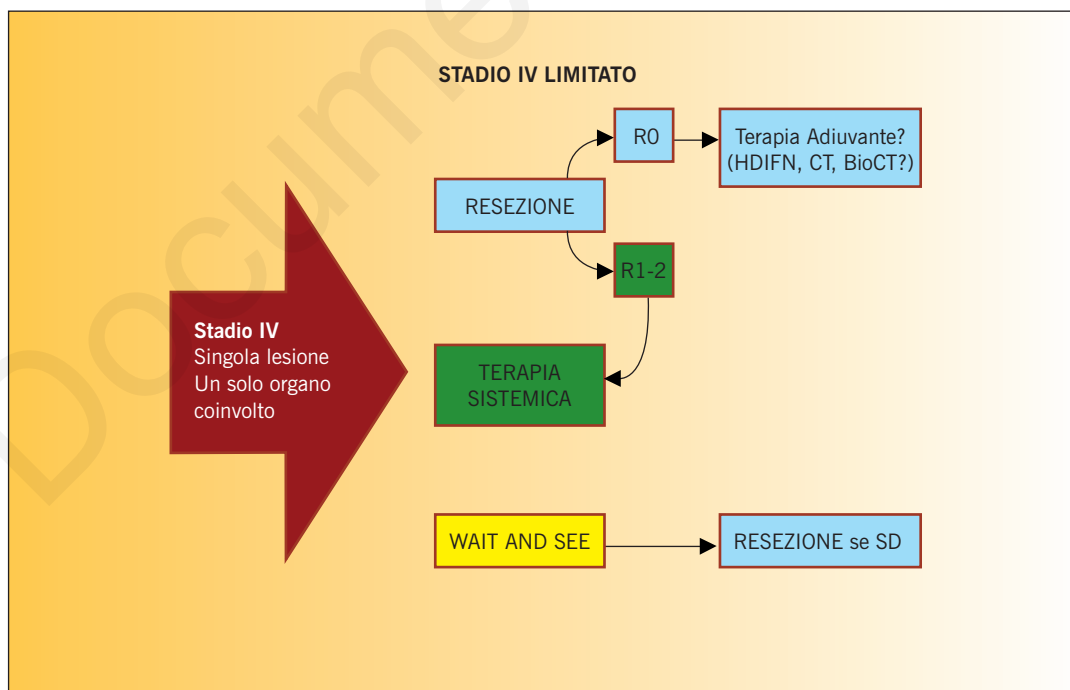 STADIO IV LIMITATO
R0
Terapia Adiuvante?
(HDIFN, CT, BioCT?)
RESEZIONE
R1-2
Stadio IV
Singola lesione
Un solo organo
coinvolto
TERAPIA
SISTEMICA
WAIT AND SEE
RESEZIONE se SD
Docume